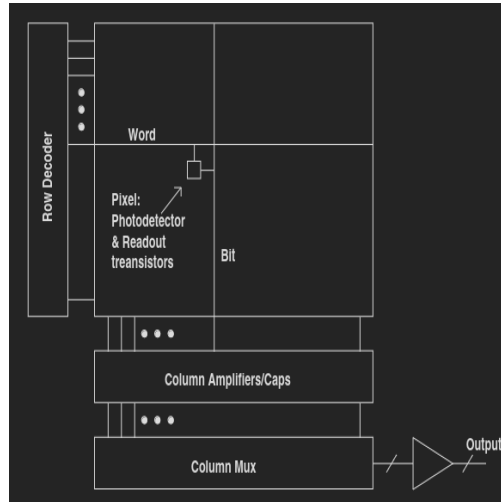 Row Decoder
Word
Pixel:
Photodetector
& Readout
treansistors
Bit
Column Amplifiers/Caps
Column Mux
Output